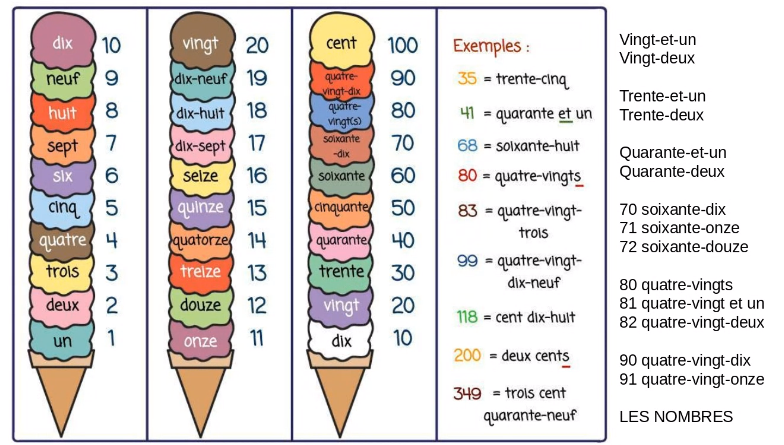 dix 10
neuf 9
huit 8
sept 7
six 6
cinq 5
quatre 4
trois 3
deux 2
un 1
vingt 20
dix-neuf 19
dix-huit 18
dix-sept 17
seize 16
quinze 15
quatorze 14
treize 13
douze 12
onze 11
cent 100
quatre-
vingt-dix 90
quatre-
vingt(s) 80
soixante
-dix 70
soixante 60
cinquante 50
quarante 40
trente 30
vingt 20
dix 10
Exemples :
35 = trente-cinq
41 = quarante et un
68 = soixante-huit
80 = quatre-vingts
83 = quatre-vingt-
trois
99 = quatre-vingt-
dix-neuf
118 = cent dix-huit
200 = deux cents
349 = trois cent
quarante-neuf
Vingt-et-un
Vingt-deux
Trente-et-un
Trente-deux
Quarante-et-un
Quarante-deux
70 soixante-dix
71 soixante-onze
72 soixante-douze
80 quatre-vingts
81 quatre-vingt et un
82 quatre-vingt-deux
90 quatre-vingt-dix
91 quatre-vingt-onze
LES NOMBRES